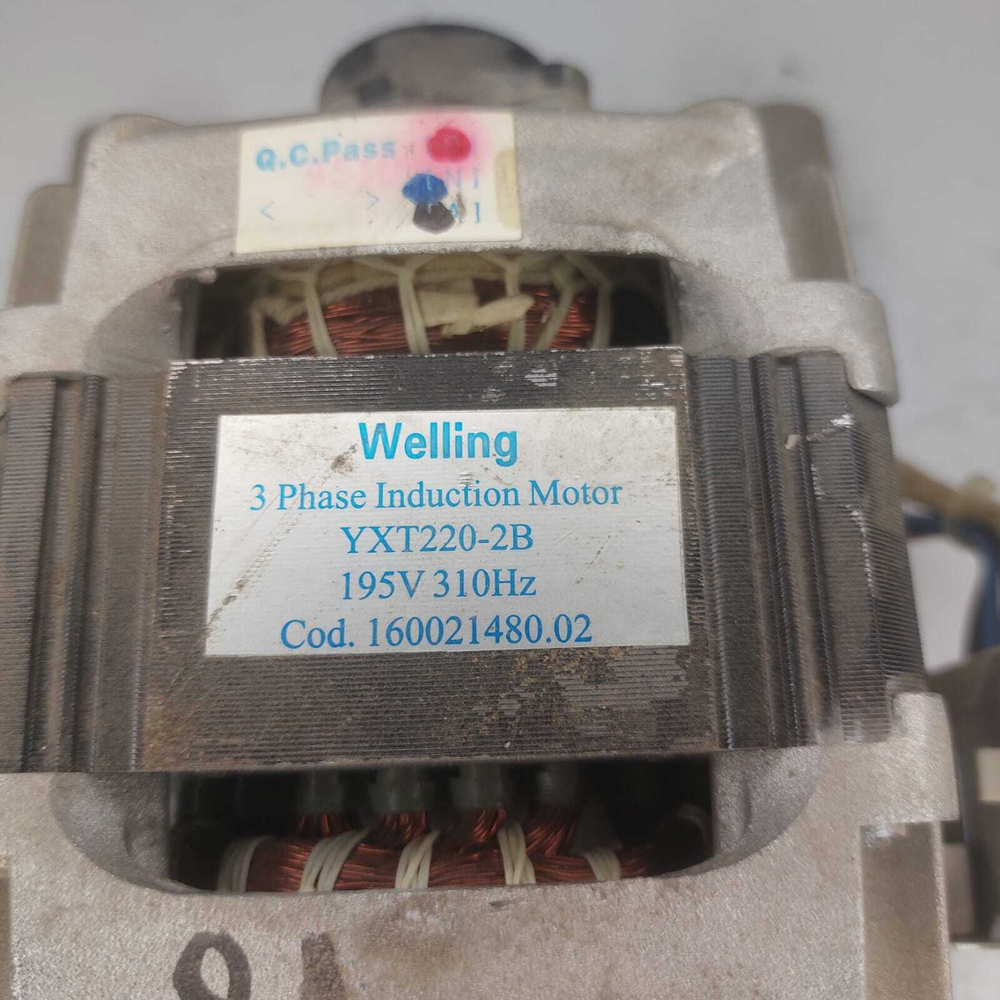 Q.C.Pass
[N]
< > [A]
Welling
3 Phase Induction Motor
YXT220-2B
195V 310Hz
Cod. 160021480.02